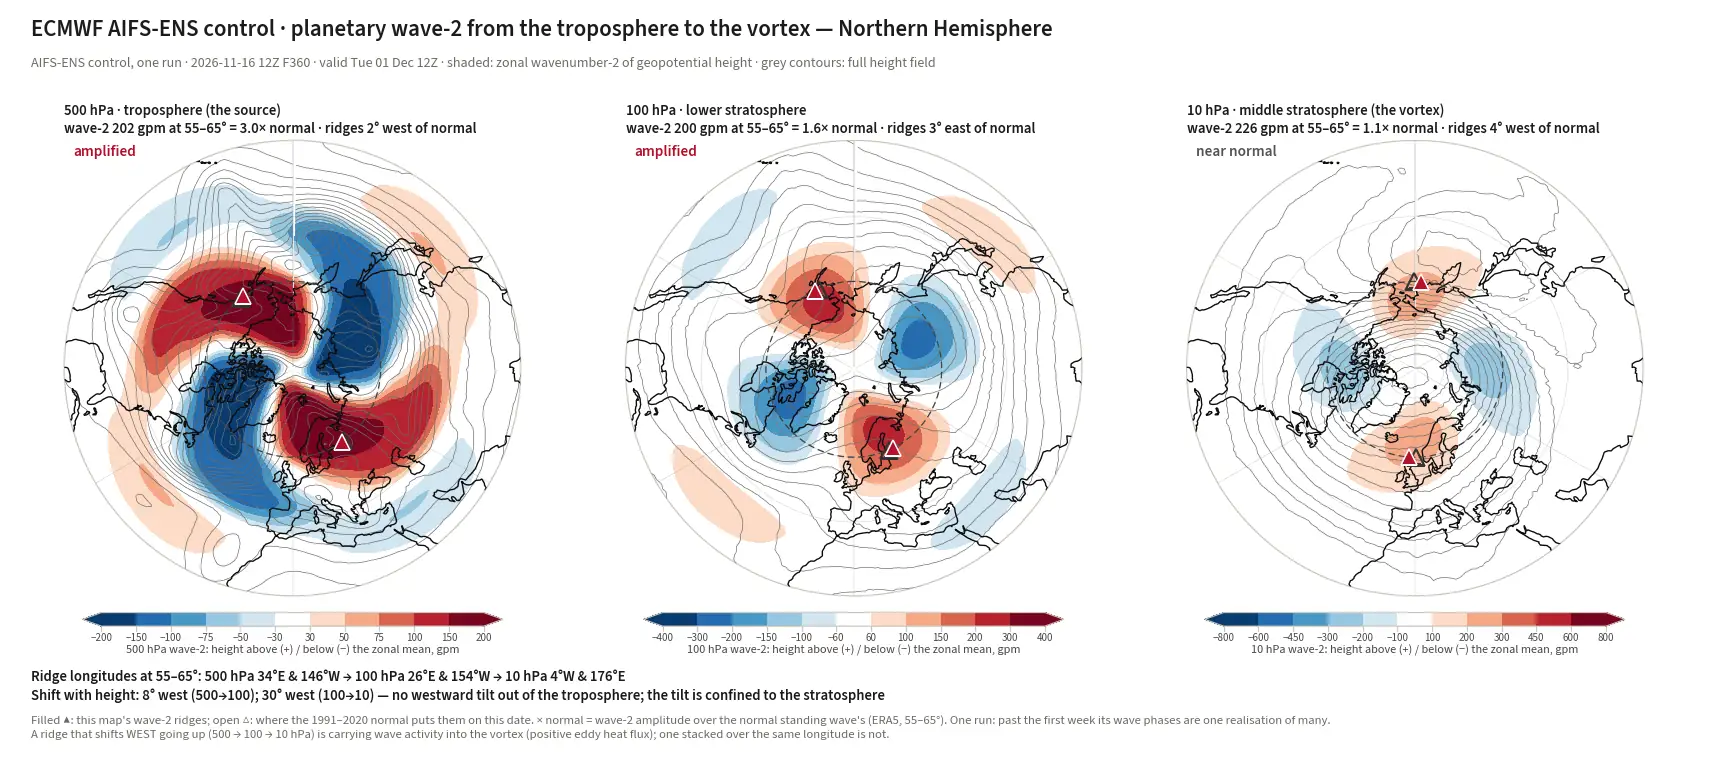 ECMWF AIFS-ENS control · planetary wave-2 from the troposphere to the vortex — Northern Hemisphere
AIFS-ENS control, one run · 2026-11-16 12Z F360 · valid Tue 01 Dec 12Z · shaded: zonal wavenumber-2 of geopotential height · grey contours: full height field
500 hPa · troposphere (the source)
wave-2 202 gpm at 55–65° = 3.0× normal · ridges 2° west of normal
amplified
100 hPa · lower stratosphere
wave-2 200 gpm at 55–65° = 1.6× normal · ridges 3° east of normal
amplified
10 hPa · middle stratosphere (the vortex)
wave-2 226 gpm at 55–65° = 1.1× normal · ridges 4° west of normal
near normal
−200 −150 −100 −75 −50 −30 30 50 75 100 150 200
500 hPa wave-2: height above (+) / below (−) the zonal mean, gpm
−400 −300 −200 −150 −100 −60 60 100 150 200 300 400
100 hPa wave-2: height above (+) / below (−) the zonal mean, gpm
−800 −600 −450 −300 −200 −100 100 200 300 450 600 800
10 hPa wave-2: height above (+) / below (−) the zonal mean, gpm
Ridge longitudes at 55–65°: 500 hPa 34°E & 146°W → 100 hPa 26°E & 154°W → 10 hPa 4°W & 176°E
Shift with height: 8° west (500→100); 30° west (100→10) — no westward tilt out of the troposphere; the tilt is confined to the stratosphere
Filled ▲: this map's wave-2 ridges; open △: where the 1991–2020 normal puts them on this date. × normal = wave-2 amplitude over the normal standing wave's (ERA5, 55–65°). One run: past the first week its wave phases are one realisation of many.
A ridge that shifts WEST going up (500 → 100 → 10 hPa) is carrying wave activity into the vortex (positive eddy heat flux); one stacked over the same longitude is not.